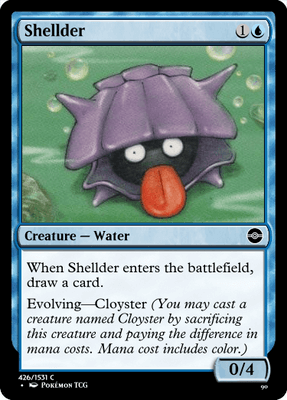 Shellder 1
Creature — Water
When Shellder enters the battlefield,
draw a card.
Evolving—Cloyster (You may cast a
creature named Cloyster by sacrificing
this creature and paying the difference in
mana costs. Mana cost includes color.)
0/4
426/1531 C
• POKÉMON TCG